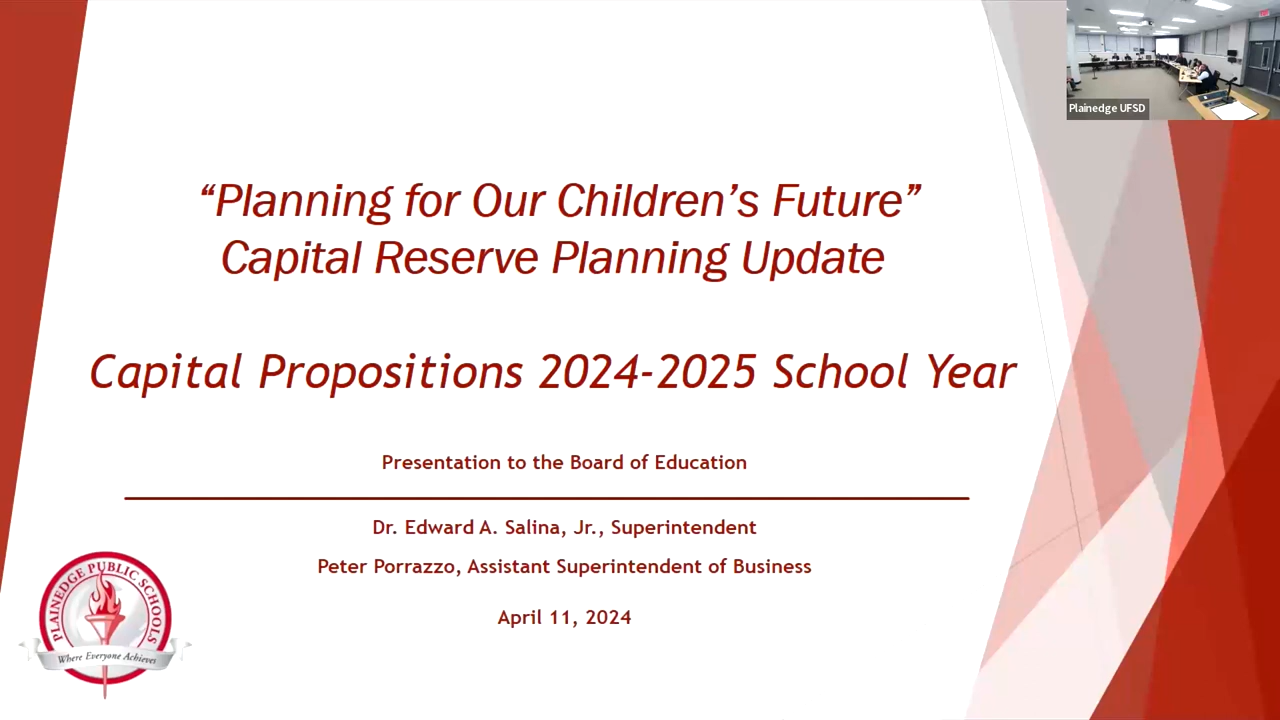 Plainedge UFSD
“Planning for Our Children’s Future”
Capital Reserve Planning Update
Capital Propositions 2024-2025 School Year
Presentation to the Board of Education
Dr. Edward A. Salina, Jr., Superintendent
Peter Porrazzo, Assistant Superintendent of Business
April 11, 2024
PLAINEDGE PUBLIC SCHOOLS
Where Everyone Achieves